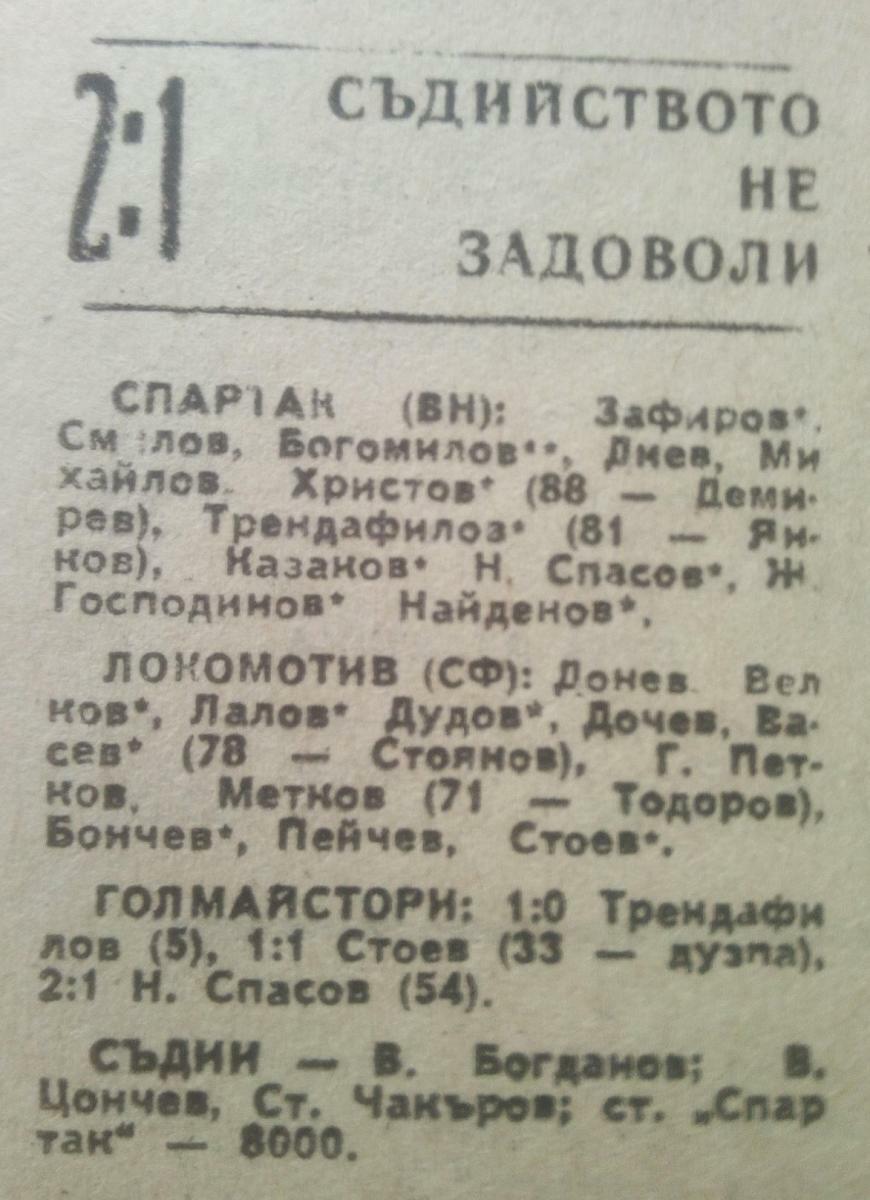 2:1
СЪДИЙСТВОТО
НЕ
ЗАДОВОЛИ
СПАРТАК (ВН): Зафиров*,
Богомилов**, Диев, Ми
хайлов. Христов* (88 — Деми-
рев), Трендафилоз* (81 — Ян-
ков), Казаков* Н. Спасов*, Ж
Господинов* Найденов*,
ЛОКОМОТИВ (СФ): Донев. Вел
ков*, Лалов* Дудов*, Дочев, Ва-
сев* (78 — Стоянов), Г. Пет-
ков, Метков (71 — Тодоров),
Бончев*, Пейчев, Стоев*.
ГОЛМАЙСТОРИ: 1:0 Трендафи
лов (5), 1:1 Стоев (33 — дузпа),
2:1 Н. Спасов (54).
СЪДИИ — В. Богданов; В.
Цончев, Ст. Чакъров; ст. „Спар
так“ — 8000.